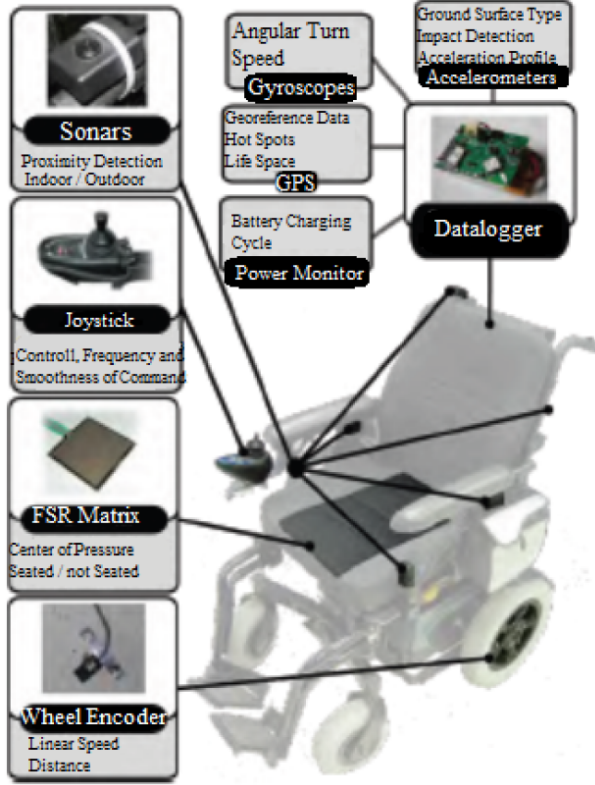 Sonars
Proximity Detection
Indoor / Outdoor
Joystick
Controll, Frequency and
Smoothness of Command
FSR Matrix
Center of Pressure
Seated / not Seated
Wheel Encoder
Linear Speed
Distance
Angular Turn
Speed
Gyroscopes
Georeference Data
Hot Spots
Life Space
GPS
Battery Charging
Cycle
Power Monitor
Ground Surface Type
Impact Detection
Acceleration Profile
Accelerometers
Datalogger